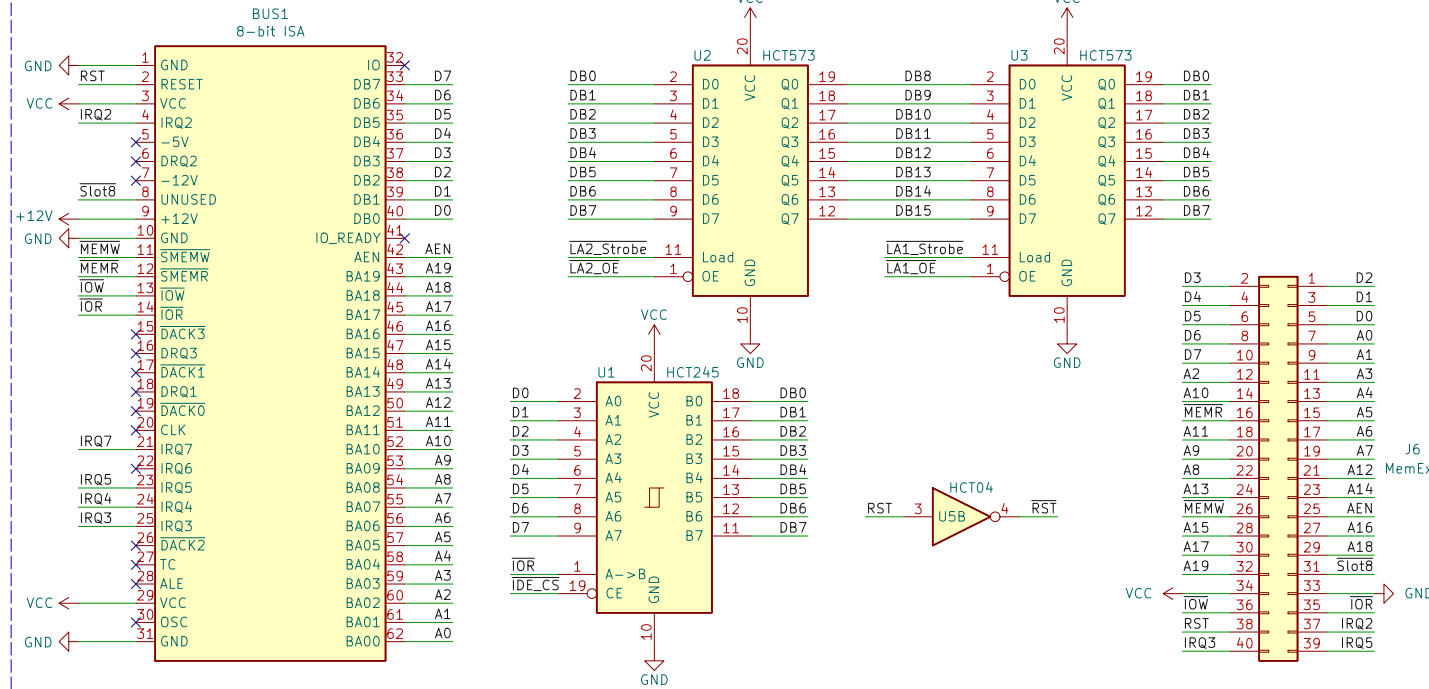 BUS1
8-bit ISA
GND 1 GND IO 32
RST 2 RESET DB7 33 D7
VCC 3 VCC DB6 34 D6
IRQ2 4 IRQ2 DB5 35 D5
5 -5V DB4 36 D4
6 DRQ2 DB3 37 D3
7 -12V DB2 38 D2
Slot8 8 UNUSED DB1 39 D1
+12V 9 +12V DB0 40 D0
GND 10 GND IO_READY 41
MEMW 11 SMEMW AEN 42 AEN
MEMR 12 SMEMR BA19 43 A19
IOW 13 IOW BA18 44 A18
IOR 14 IOR BA17 45 A17
15 DACK3 BA16 46 A16
16 DRQ3 BA15 47 A15
17 DACK1 BA14 48 A14
18 DRQ1 BA13 49 A13
19 DACK0 BA12 50 A12
20 CLK BA11 51 A11
IRQ7 21 IRQ7 BA10 52 A10
22 IRQ6 BA09 53 A9
IRQ5 23 IRQ5 BA08 54 A8
IRQ4 24 IRQ4 BA07 55 A7
IRQ3 25 IRQ3 BA06 56 A6
26 DACK2 BA05 57 A5
27 TC BA04 58 A4
28 ALE BA03 59 A3
VCC 29 VCC BA02 60 A2
30 OSC BA01 61 A1
GND 31 GND BA00 62 A0
VCC
20
U2 HCT573
VCC
DB0 2 D0 Q0 19 DB8
DB1 3 D1 Q1 18 DB9
DB2 4 D2 Q2 17 DB10
DB3 5 D3 Q3 16 DB11
DB4 6 D4 Q4 15 DB12
DB5 7 D5 Q5 14 DB13
DB6 8 D6 Q6 13 DB14
DB7 9 D7 Q7 12 DB15
LA2_Strobe 11 Load
LA2_OE 1 OE
GND
10
GND
VCC
20
U3 HCT573
VCC
2 D0 Q0 19 DB0
3 D1 Q1 18 DB1
4 D2 Q2 17 DB2
5 D3 Q3 16 DB3
6 D4 Q4 15 DB4
7 D5 Q5 14 DB5
8 D6 Q6 13 DB6
9 D7 Q7 12 DB7
LA1_Strobe 11 Load
LA1_OE 1 OE
GND
10
GND
VCC
20
U1 HCT245
VCC
D0 2 A0 B0 18 DB0
D1 3 A1 B1 17 DB1
D2 4 A2 B2 16 DB2
D3 5 A3 B3 15 DB3
D4 6 A4 B4 14 DB4
D5 7 A5 B5 13 DB5
D6 8 A6 B6 12 DB6
D7 9 A7 B7 11 DB7
IOR 1 A->B
IDE_CS 19 CE
GND
10
GND
HCT04
RST 3 U5B 4 RST
D3 2 1 D2
D4 4 3 D1
D5 6 5 D0
D6 8 7 A0
D7 10 9 A1
A2 12 11 A3
A10 14 13 A4
MEMR 16 15 A5
A11 18 17 A6
A9 20 19 A7
A8 22 21 A12
A13 24 23 A14
MEMW 26 25 AEN
A15 28 27 A16
A17 30 29 A18
A19 32 31 Slot8
VCC 34 33 GND
IOW 36 35 IOR
RST 38 37 IRQ2
IRQ3 40 39 IRQ5
J6